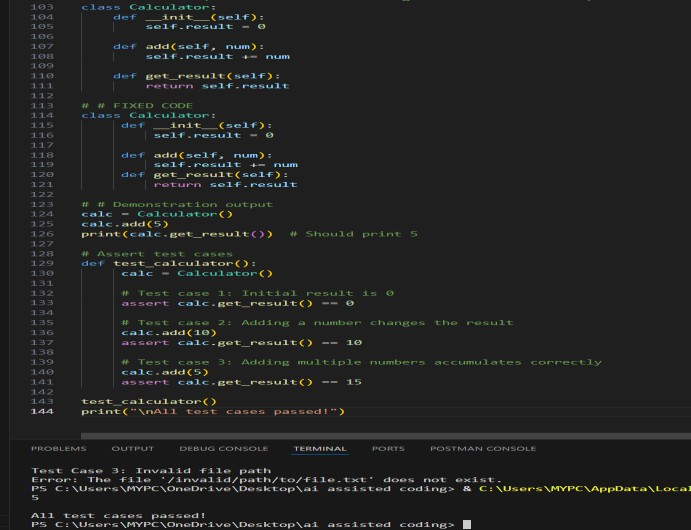 103 class Calculator:
104     def __init__(self):
105         self.result = 0
106
107     def add(self, num):
108         self.result += num
109
110     def get_result(self):
111         return self.result
112
113 # # FIXED CODE
114 class Calculator:
115      def __init__(self):
116          self.result = 0
117
118      def add(self, num):
119          self.result += num
120      def get_result(self):
121          return self.result
122
123 # # Demonstration output
124 calc = Calculator()
125 calc.add(5)
126 print(calc.get_result())  # Should print 5
127
128 # Assert test cases
129 def test_calculator():
130      calc = Calculator()
131
132      # Test case 1: Initial result is 0
133      assert calc.get_result() == 0
134
135      # Test case 2: Adding a number changes the result
136      calc.add(10)
137      assert calc.get_result() == 10
138
139      # Test case 3: Adding multiple numbers accumulates correctly
140      calc.add(5)
141      assert calc.get_result() == 15
142
143 test_calculator()
144 print("\nAll test cases passed!")
PROBLEMS OUTPUT DEBUG CONSOLE TERMINAL PORTS POSTMAN CONSOLE
Test Case 3: Invalid file path
Error: The file '/invalid/path/to/file.txt' does not exist.
PS C:\Users\MYPC\OneDrive\Desktop\ai assisted coding> & C:\Users\MYPC\AppData\Local
5

All test cases passed!
PS C:\Users\MYPC\OneDrive\Desktop\ai assisted coding>